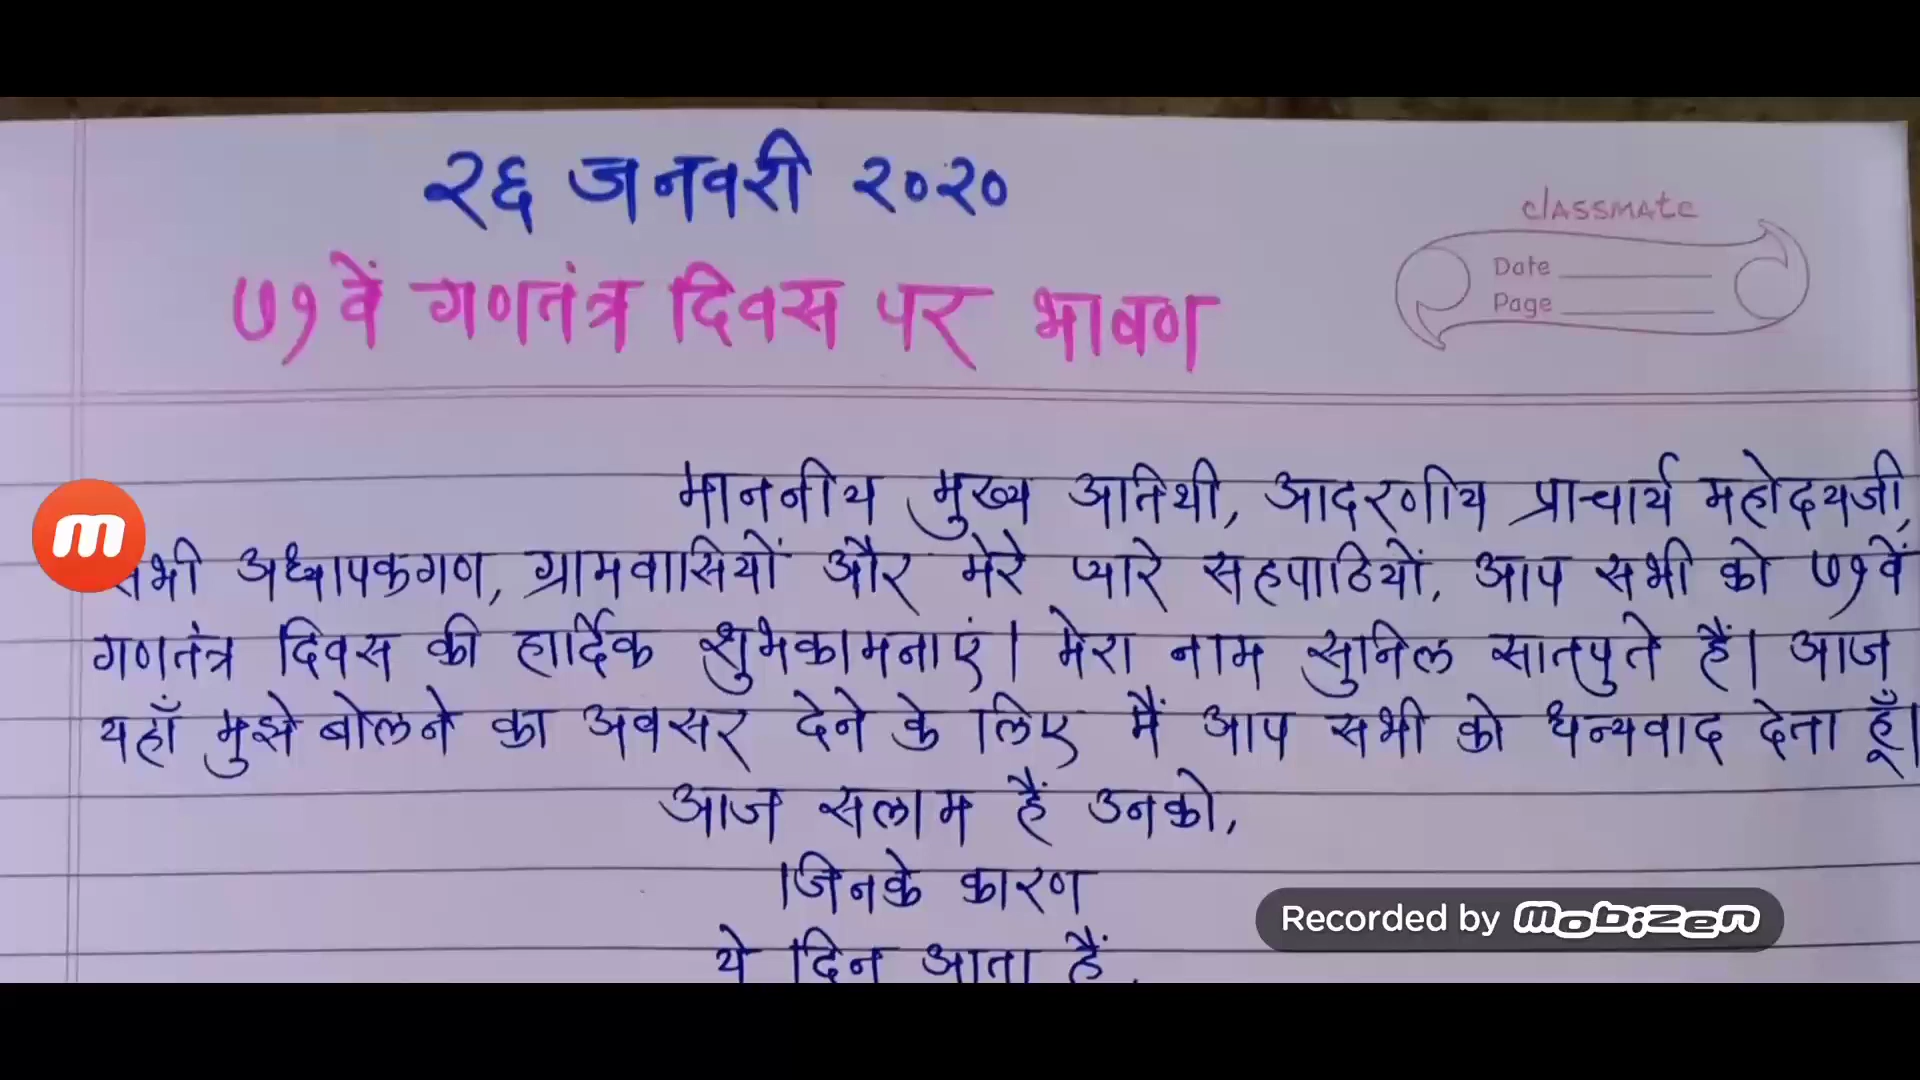 २६ जनवरी २०२०
classmate
Date
Page
७१वें गणतंत्र दिवस पर भाषण
माननीय मुख्य अतिथी, आदरणीय प्राचार्य महोदयजी,
सभी अध्यापकगण, ग्रामवासियों और मेरे प्यारे सहपाठियों, आप सभी को ७१वें
गणतंत्र दिवस की हार्दिक शुभकामनाएं। मेरा नाम सुनिल सातपुते हैं। आज
यहाँ मुझे बोलने का अवसर देने के लिए मैं आप सभी को धन्यवाद देता हूँ।
आज सलाम हैं उनको,
जिनके कारण
ये दिन आता हैं,
m
Recorded by mobizen